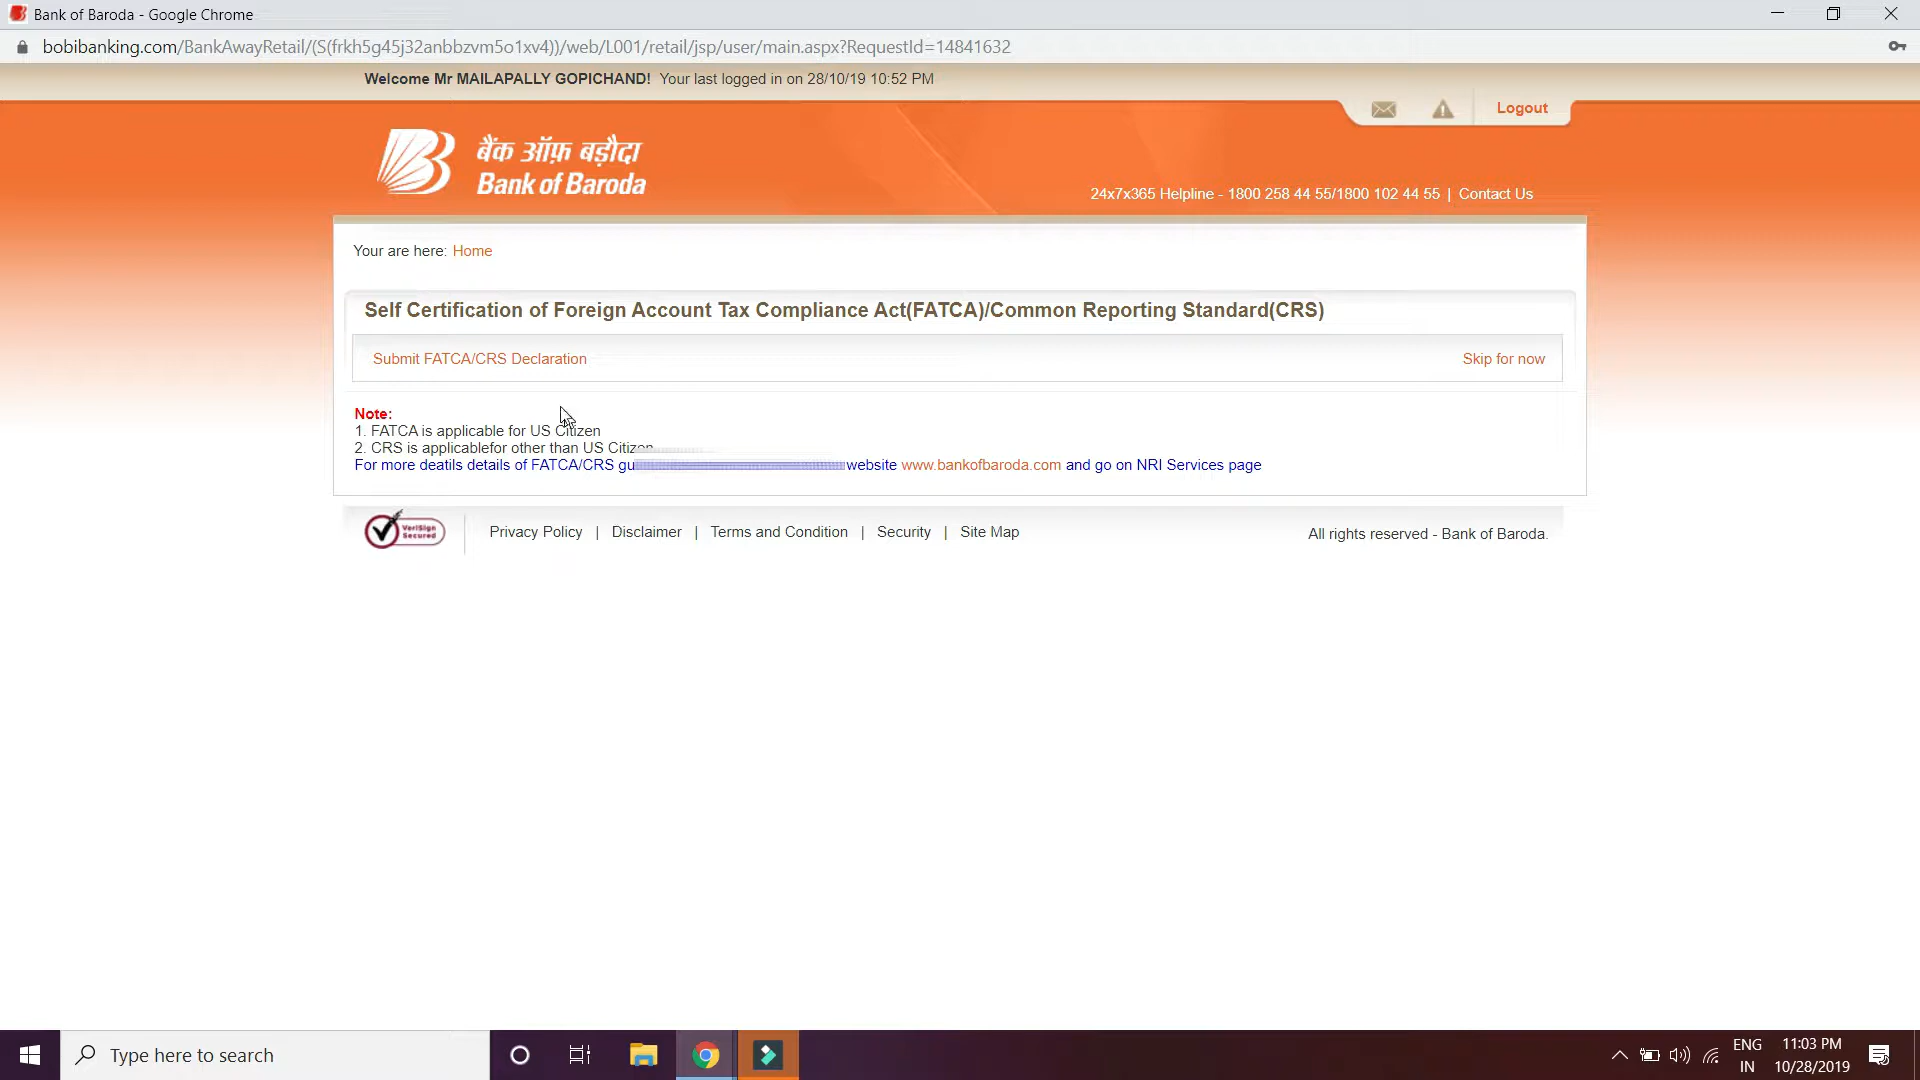 Bank of Baroda - Google Chrome
bobibanking.com/BankAwayRetail/(S(frkh5g45j32anbbzvm5o1xv4))/web/L001/retail/jsp/user/main.aspx?RequestId=14841632
Welcome Mr MAILAPALLY GOPICHAND! Your last logged in on 28/10/19 10:52 PM
Logout
बैंक ऑफ़ बड़ौदा
Bank of Baroda
24x7x365 Helpline - 1800 258 44 55/1800 102 44 55 | Contact Us
Your are here: Home
Self Certification of Foreign Account Tax Compliance Act(FATCA)/Common Reporting Standard(CRS)
Submit FATCA/CRS Declaration Skip for now
Note:
1. FATCA is applicable for US Citizen
2. CRS is applicablefor other than US Citizen
For more deatils details of FATCA/CRS website www.bankofbaroda.com and go on NRI Services page
VeriSign Secured
Privacy Policy | Disclaimer | Terms and Condition | Security | Site Map
All rights reserved - Bank of Baroda.
Type here to search
ENG
IN
11:03 PM
10/28/2019